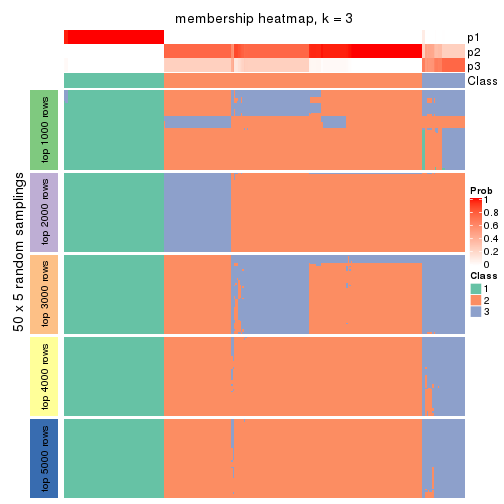 membership heatmap, k = 3
p1
p2
p3
Class
50 x 5 random samplings
top 1000 rows
top 2000 rows
top 3000 rows
top 4000 rows
top 5000 rows
Prob
1
0.8
0.6
0.4
0.2
0
Class
1
2
3